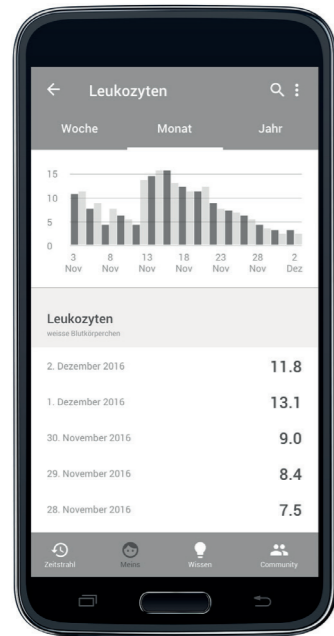 Leukozyten
Woche Monat Jahr
15
10
5
0
3 8 13 18 23 28 2
Nov Nov Nov Nov Nov Nov Dez
Leukozyten
weisse Blutkörperchen
2. Dezember 2016 11.8
1. Dezember 2016 13.1
30. November 2016 9.0
29. November 2016 8.4
28. November 2016 7.5
Zeitstrahl Meins Wissen Community